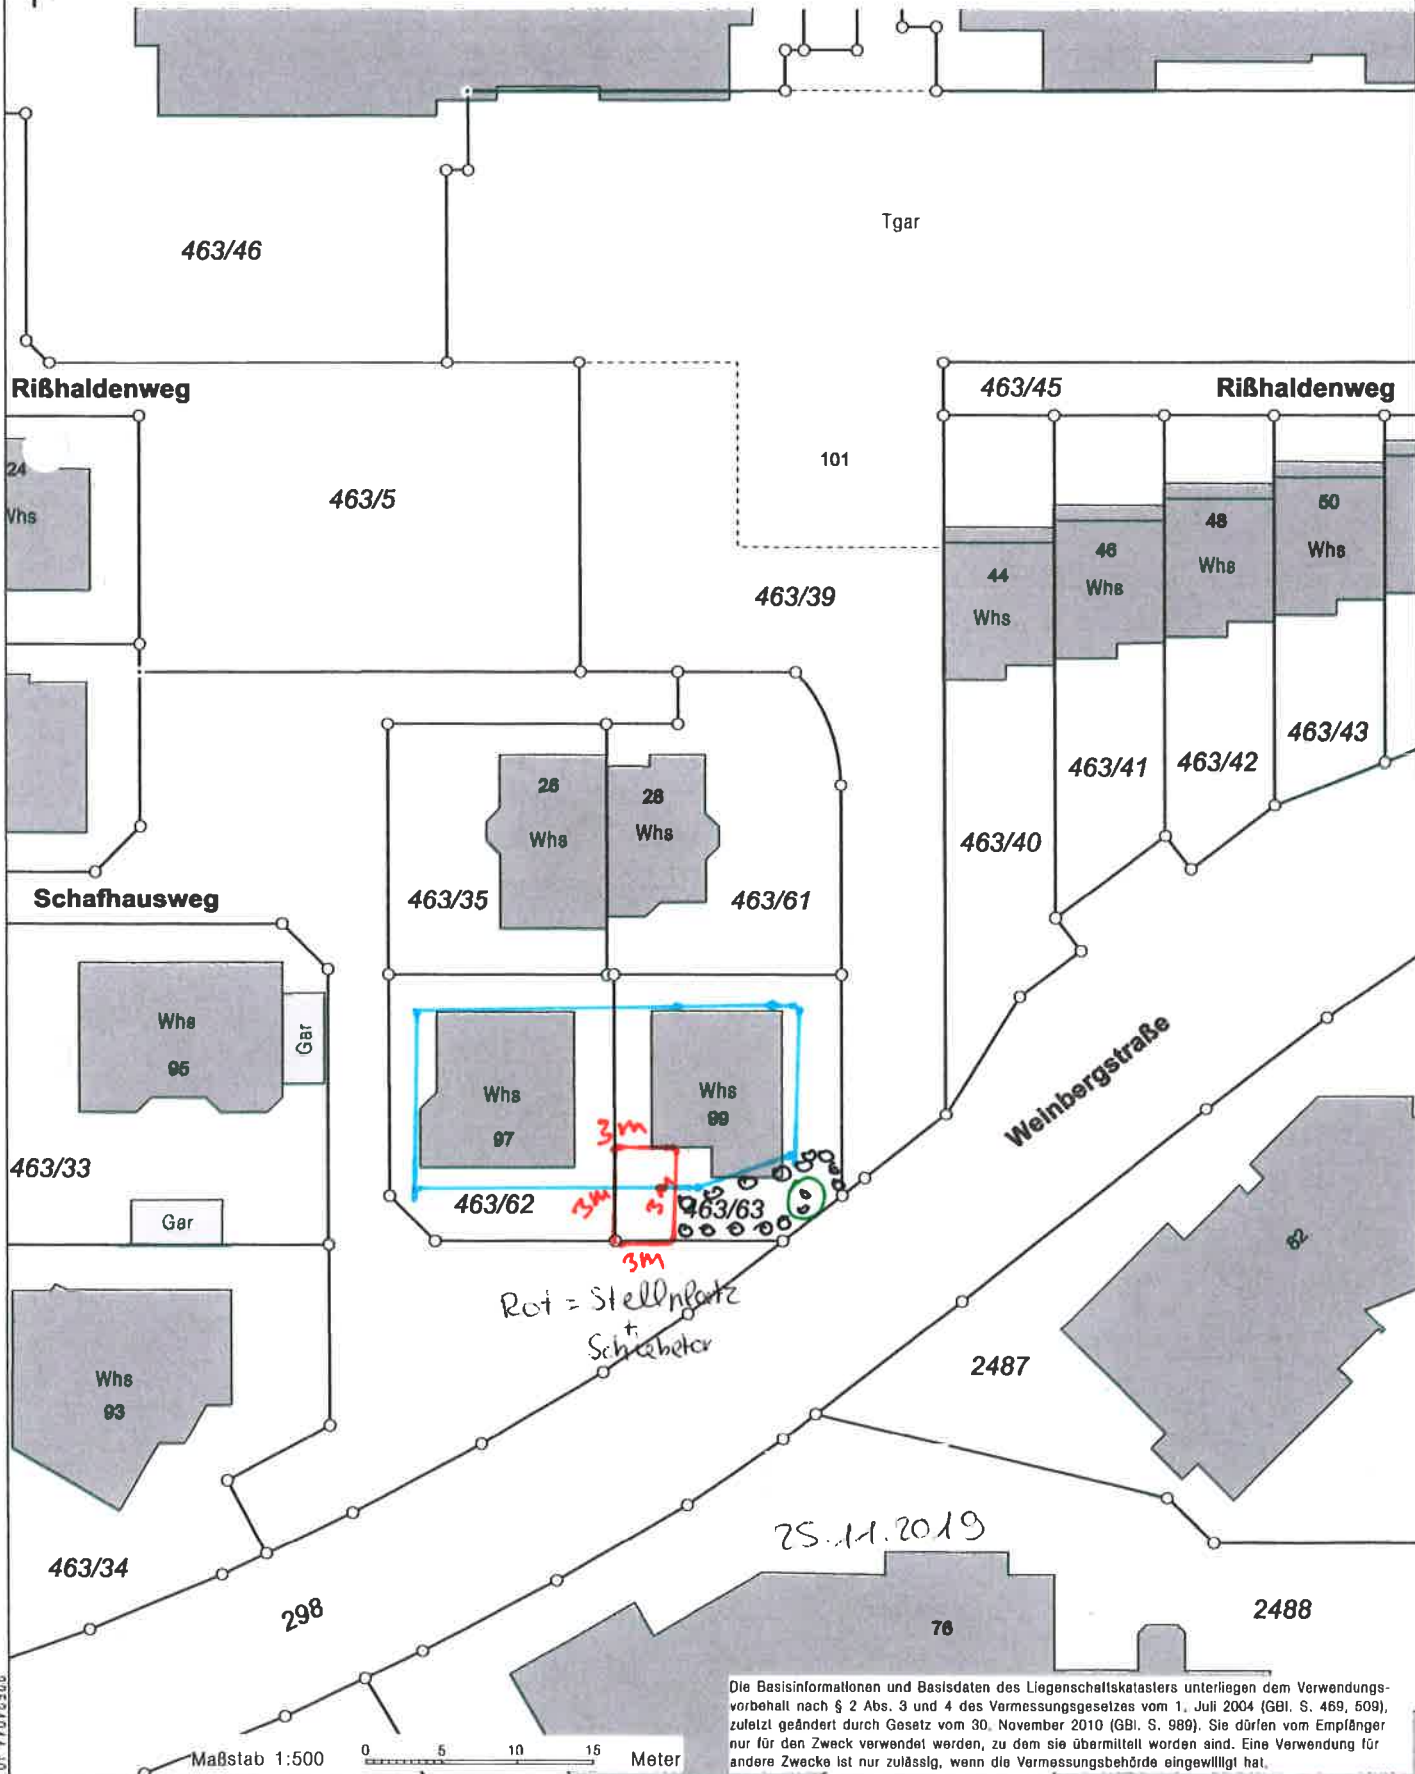 463/46
Tgar
Rißhaldenweg
463/45
Rißhaldenweg
24
Whs
463/5
101
463/39
44
Whs
46
Whs
48
Whs
50
Whs
463/40
463/41
463/42
463/43
26
Whs
28
Whs
463/35
463/61
Schafhausweg
Whs
95
Gar
Whs
97
Whs
99
Weinbergstraße
3m
463/33
463/62
3m
3m
463/63
Gar
3m
82
Rot = Stellplatz
+
Whs
93
2487
25.11.2019
463/34
298
76
2488
Maßstab 1:500
0 5 10 15 Meter
Die Basisinformationen und Basisdaten des Liegenschaftskatasters unterliegen dem Verwendungs-
vorbehalt nach § 2 Abs. 3 und 4 des Vermessungsgesetzes vom 1. Juli 2004 (GBl. S. 469, 509),
zuletzt geändert durch Gesetz vom 30. November 2010 (GBl. S. 989). Sie dürfen vom Empfänger
nur für den Zweck verwendet werden, zu dem sie übermittelt worden sind. Eine Verwendung für
andere Zwecke ist nur zulässig, wenn die Vermessungsbehörde eingewilligt hat.